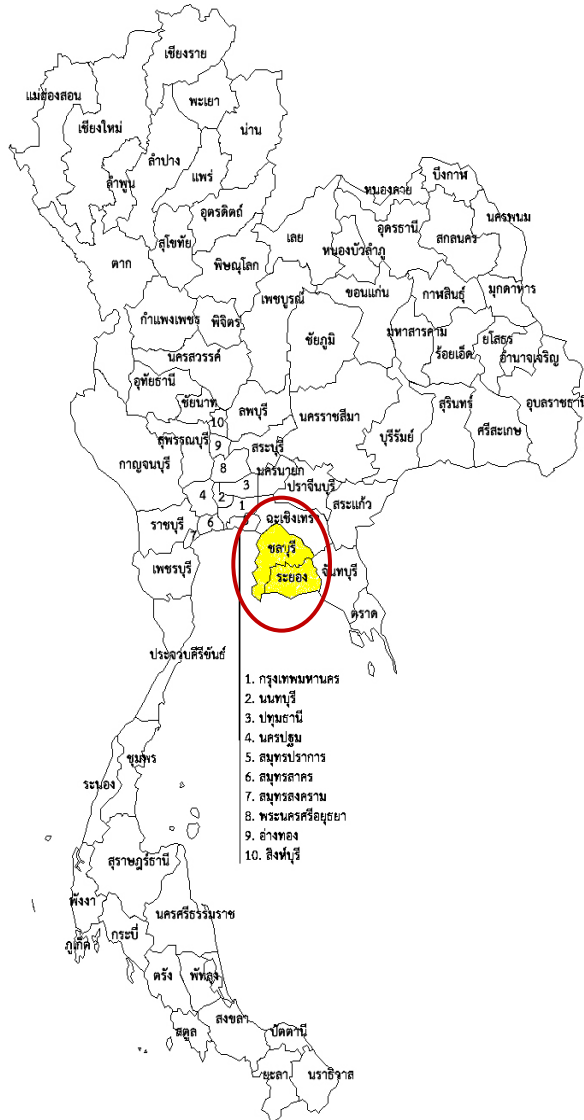 เชียงราย
แม่ฮ่องสอน
พะเยา
เชียงใหม่
น่าน
ลำปาง
แพร่
ลำพูน
บึงกาฬ
หนองคาย
อุตรดิตถ์
นครพนม
เลย
อุดรธานี
สกลนคร
สุโขทัย
หนองบัวลำภู
ตาก
พิษณุโลก
ขอนแก่น
กาฬสินธุ์
มุกดาหาร
เพชรบูรณ์
กำแพงเพชร
พิจิตร
มหาสารคาม
ยโสธร
ชัยภูมิ
ร้อยเอ็ด
อำนาจเจริญ
นครสวรรค์
อุทัยธานี
ชัยนาท
ลพบุรี
นครราชสีมา
สุรินทร์
อุบลราชธานี
10
บุรีรัมย์
ศรีสะเกษ
สุพรรณบุรี
9
สระบุรี
กาญจนบุรี
8
นครนายก
3
ปราจีนบุรี
4
2
สระแก้ว
1
ฉะเชิงเทรา
ราชบุรี
6
5
7
ชลบุรี
เพชรบุรี
ระยอง
จันทบุรี
ตราด
ประจวบคีรีขันธ์
1. กรุงเทพมหานคร
2. นนทบุรี
3. ปทุมธานี
4. นครปฐม
5. สมุทรปราการ
6. สมุทรสาคร
7. สมุทรสงคราม
8. พระนครศรีอยุธยา
9. อ่างทอง
10. สิงห์บุรี
ชุมพร
ระนอง
สุราษฎร์ธานี
พังงา
นครศรีธรรมราช
กระบี่
ภูเก็ต
ตรัง
พัทลุง
สงขลา
สตูล
ปัตตานี
ยะลา
นราธิวาส